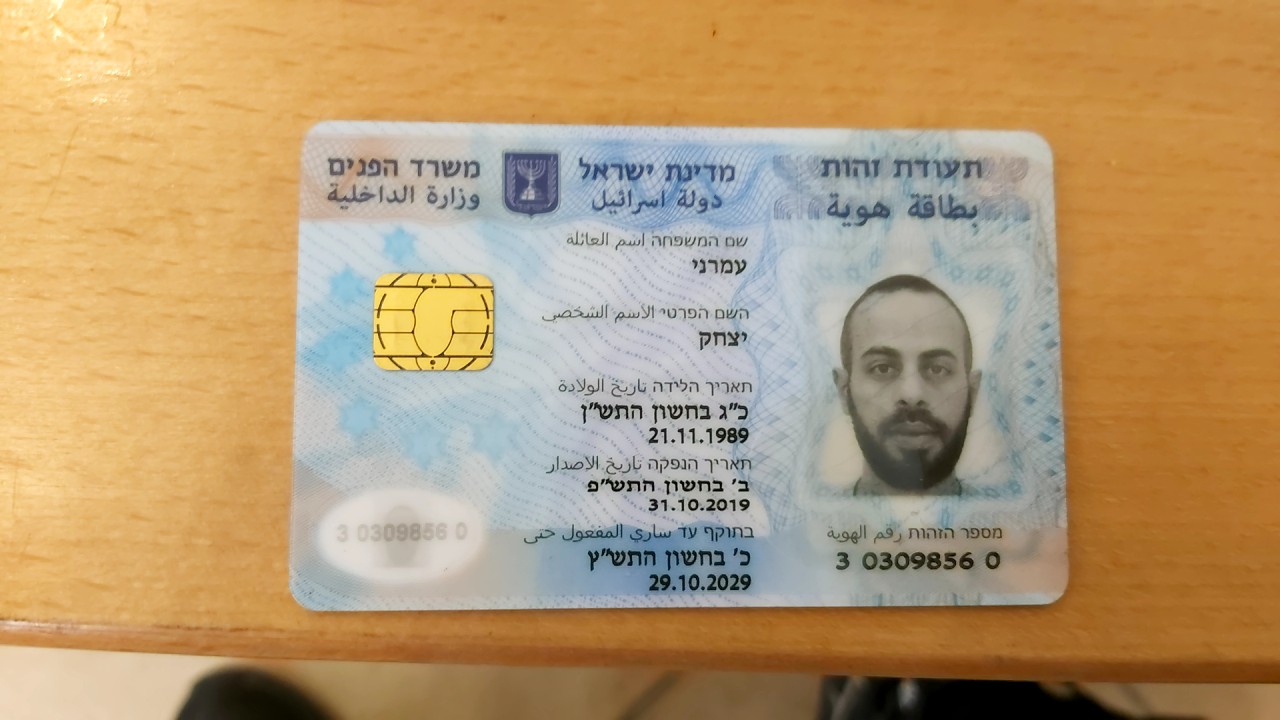 תעודת זהות
بطاقة هوية
מדינת ישראל
دولة اسرائيل
משרד הפנים
وزارة الداخلية
שם המשפחה اسم العائلة
עמרני
השם הפרטי الأسم الشخصي
יצחק
תאריך הלידה تاريخ الولادة
כ"ג בחשון התש"ן
21.11.1989
תאריך הנפקה تاريخ الاصدار
ב' בחשון התש"פ
31.10.2019
בתוקף עד ساري المفعول حتى
כ' בחשון התש"ץ
29.10.2029
מספר הזהות رقم الهوية
3 0309856 0
3 0309856 0